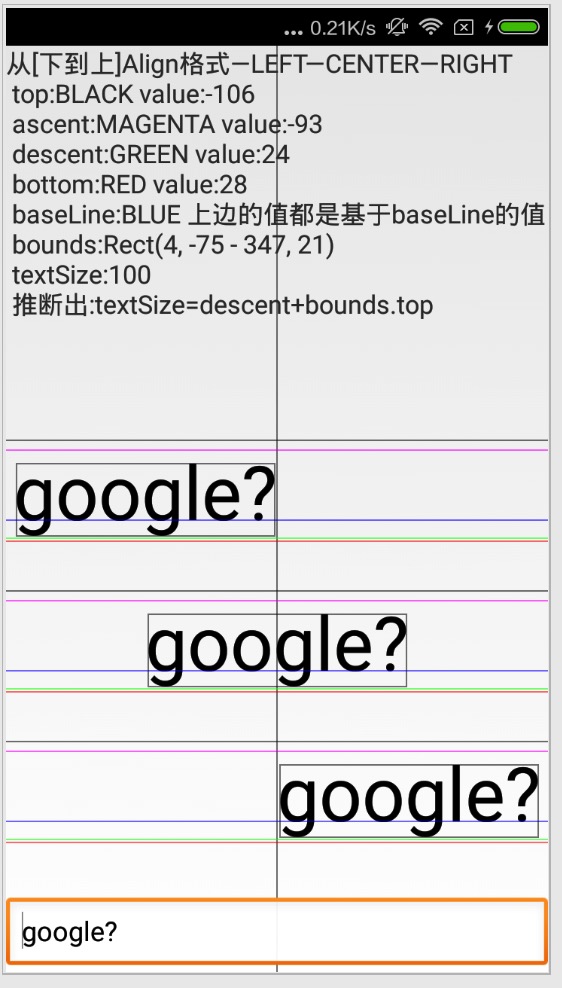 ... 0.21K/s
从[下到上]Align格式—LEFT—CENTER—RIGHT
top:BLACK value:-106
ascent:MAGENTA value:-93
descent:GREEN value:24
bottom:RED value:28
baseLine:BLUE 上边的值都是基于baseLine的值
bounds:Rect(4, -75 - 347, 21)
textSize:100
推断出:textSize=descent+bounds.top
google?
google?
google?
google?